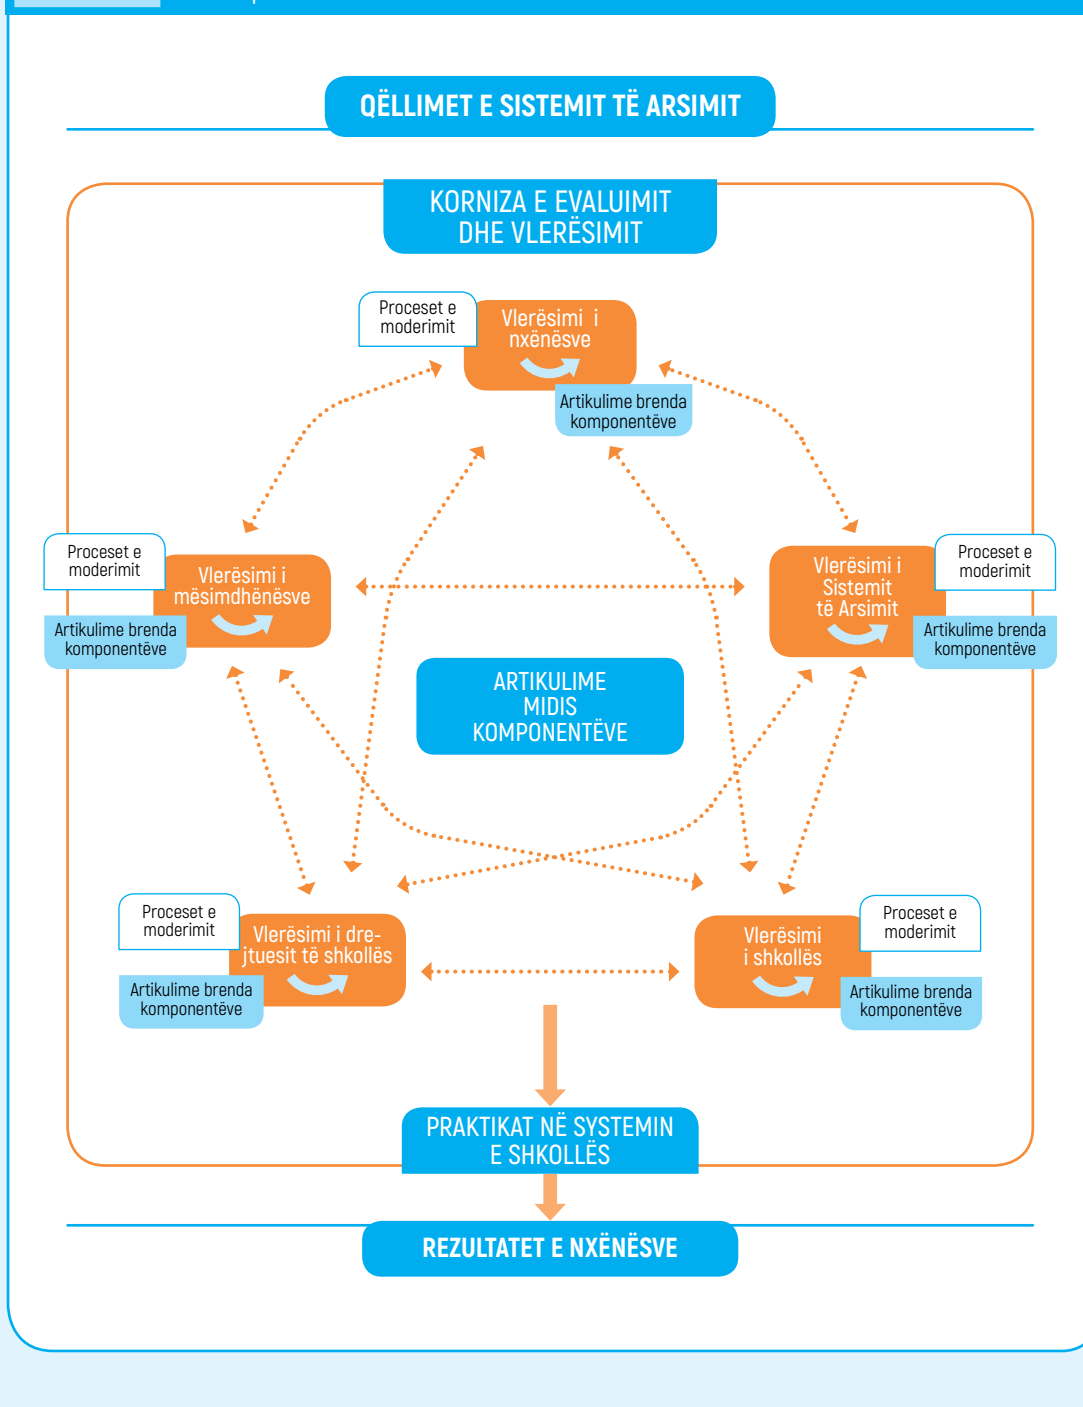 QËLLIMET E SISTEMIT TË ARSIMIT
KORNIZA E EVALUIMIT
DHE VLERËSIMIT
Proceset e
moderimit
Vlerësimi i
nxënësve
Artikulime brenda
komponentëve
Proceset e
moderimit
Vlerësimi i
mësimdhënësve
Artikulime brenda
komponentëve
Vlerësimi i
Sistemit
të Arsimit
Proceset e
moderimit
Artikulime brenda
komponentëve
ARTIKULIME
MIDIS
KOMPONENTËVE
Proceset e
moderimit
Vlerësimi i dre-
jtuesit të shkollës
Artikulime brenda
komponentëve
Vlerësimi
i shkollës
Proceset e
moderimit
Artikulime brenda
komponentëve
PRAKTIKAT NË SYSTEMIN
E SHKOLLËS
REZULTATET E NXËNËSVE